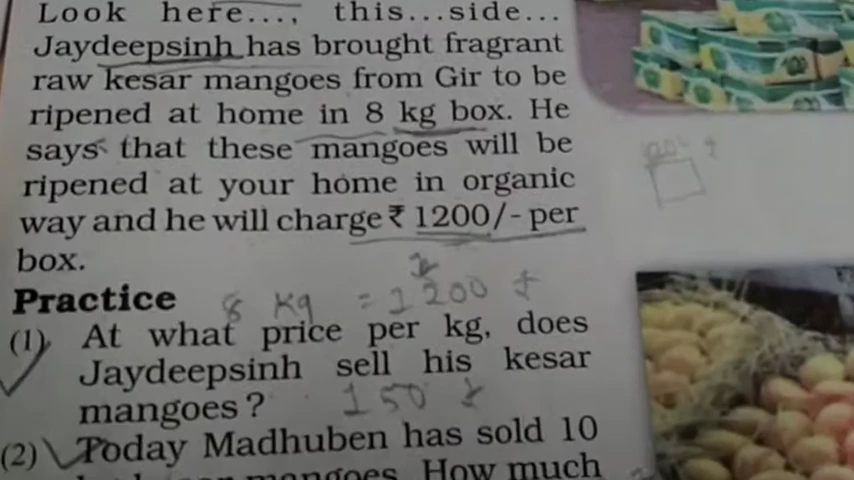 Look here..., this...side...
Jaydeepsinh has brought fragrant
raw kesar mangoes from Gir to be
ripened at home in 8 kg box. He
says that these mangoes will be
ripened at your home in organic
way and he will charge ₹ 1200/- per
box.
Practice
8 kg = 1200 ₹
(1) At what price per kg, does
Jaydeepsinh sell his kesar
mangoes?
150 ₹
(2) Today Madhuben has sold 10
mangoes. How much